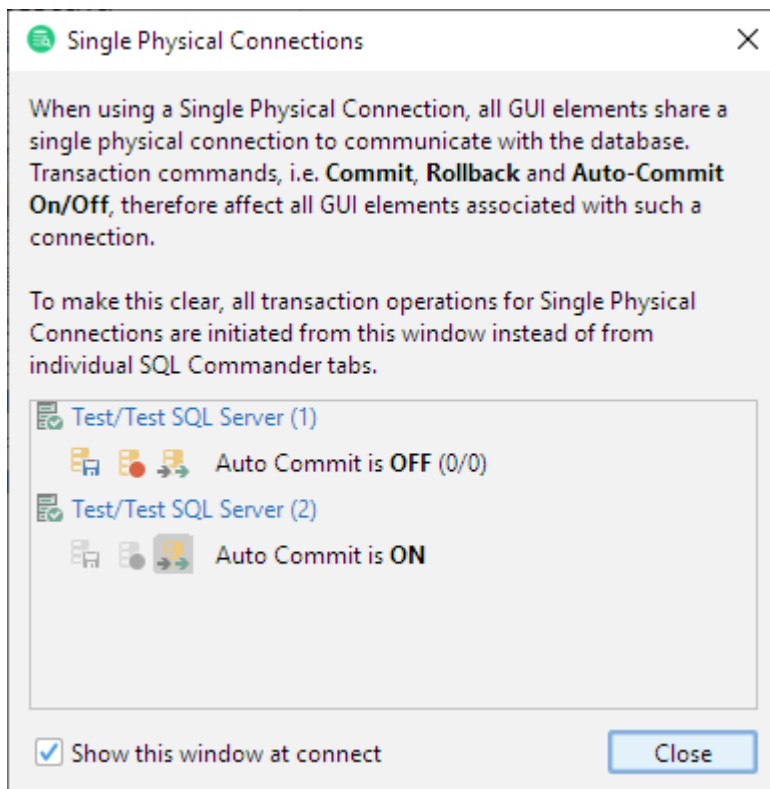 Single Physical Connections
When using a Single Physical Connection, all GUI elements share a
single physical connection to communicate with the database.
Transaction commands, i.e. Commit, Rollback and Auto-Commit
On/Off, therefore affect all GUI elements associated with such a
connection.
To make this clear, all transaction operations for Single Physical
Connections are initiated from this window instead of from
individual SQL Commander tabs.
Test/Test SQL Server (1)
Auto Commit is OFF (0/0)
Test/Test SQL Server (2)
Auto Commit is ON
Show this window at connect
Close